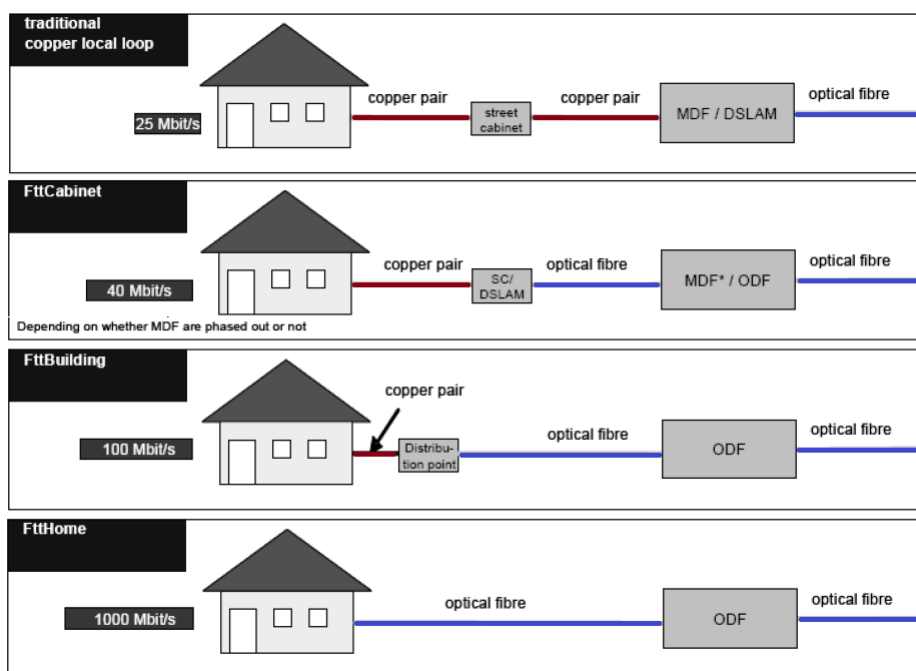 traditional
copper local loop
25 Mbit/s
copper pair
street
cabinet
copper pair
MDF / DSLAM
optical fibre
FttCabinet
40 Mbit/s
copper pair
SC/
DSLAM
optical fibre
MDF* / ODF
optical fibre
Depending on whether MDF are phased out or not
FttBuilding
100 Mbit/s
copper pair
Distribu-
tion point
optical fibre
ODF
optical fibre
FttHome
1000 Mbit/s
optical fibre
ODF
optical fibre